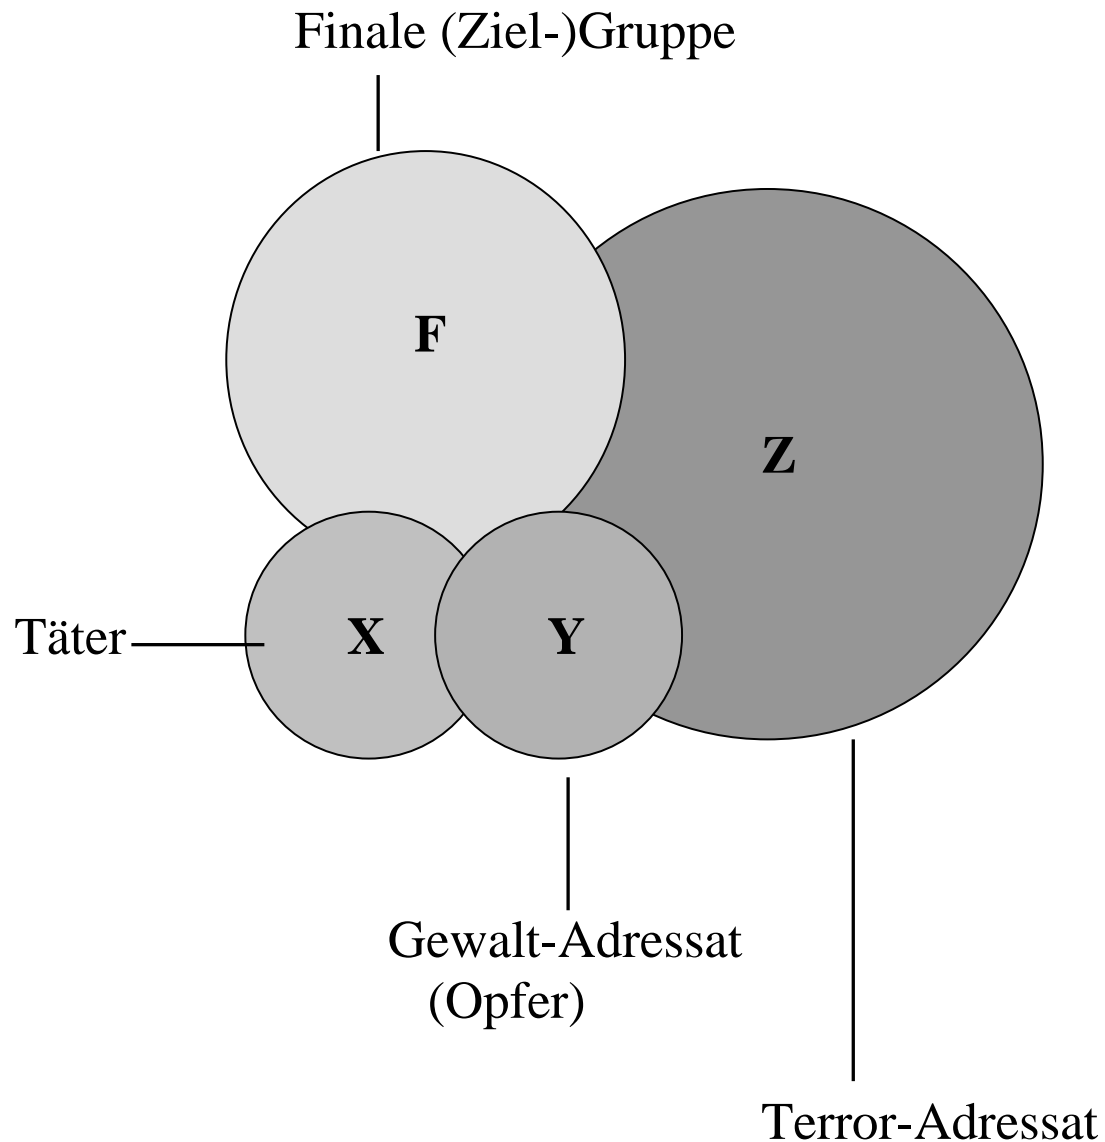 Finale (Ziel-)Gruppe
F
Z
Täter
X
Y
Gewalt-Adressat
(Opfer)
Terror-Adressat